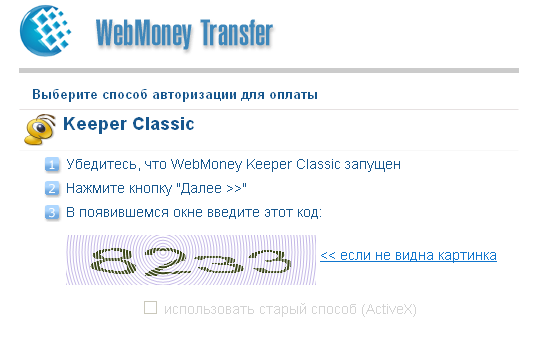 WebMoney Transfer
Выберите способ авторизации для оплаты
Keeper Classic
1 Убедитесь, что WebMoney Keeper Classic запущен
2 Нажмите кнопку "Далее >>"
3 В появившемся окне введите этот код:
8233 << если не видна картинка
использовать старый способ (ActiveX)